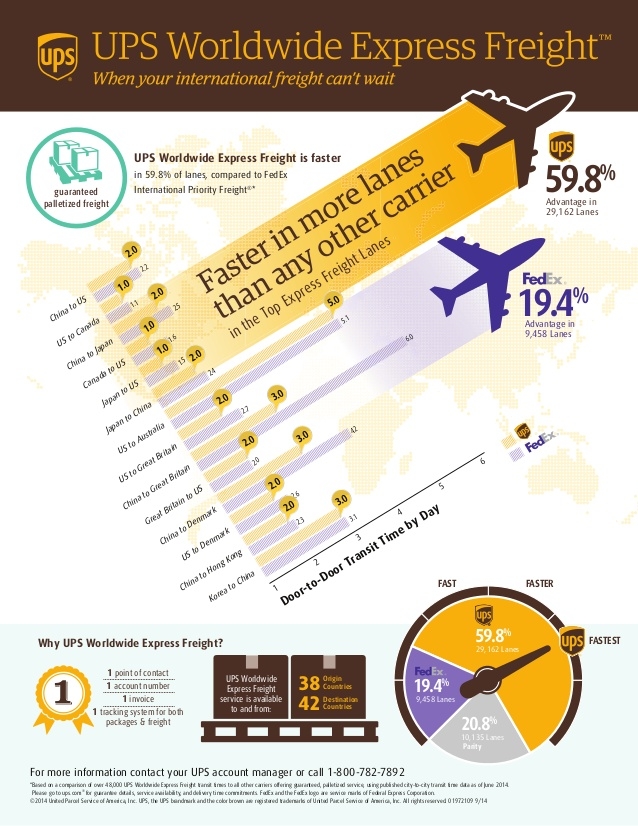 ups
UPS Worldwide Express Freight™
When your international freight can't wait
guaranteed
palletized freight
UPS Worldwide Express Freight is faster
in 59.8% of lanes, compared to FedEx
International Priority Freight®*
Faster in more lanes
than any other carrier
in the Top Express Freight Lanes
ups
59.8%
Advantage in
29,162 Lanes
FedEx
19.4%
Advantage in
9,458 Lanes
China to US
2.0
2.2
US to Canada
1.0
1.1
China to Japan
2.0
2.5
Canada to US
1.0
1.6
Japan to US
1.0
1.5
Japan to China
2.0
2.4
US to Australia
5.0
5.1
US to Great Britain
2.0
2.7
China to Great Britain
3.0
6.0
Great Britain to US
2.0
2.9
China to Denmark
3.0
4.2
US to Denmark
2.0
2.6
China to Hong Kong
2.0
2.3
Korea to China
3.0
3.1
1 2 3 4 5 6
Door-to-Door Transit Time by Day
ups
FedEx
Why UPS Worldwide Express Freight?
1
1 point of contact
1 account number
1 invoice
1 tracking system for both
packages & freight
UPS Worldwide
Express Freight
service is available
to and from:
38 Origin
Countries
42 Destination
Countries
FAST
FASTER
FASTEST
ups
ups
59.8%
29,162 Lanes
FedEx
19.4%
9,458 Lanes
20.8%
10,135 Lanes
Parity
For more information contact your UPS account manager or call 1-800-782-7892
*Based on a comparison of over 48,000 UPS Worldwide Express Freight transit times to all other carriers offering guaranteed, palletized service, using published city-to-city transit time data as of June 2014.
Please go to ups.com® for guarantee details, service availability, and delivery time commitments. FedEx and the FedEx logo are service marks of Federal Express Corporation.
©2014 United Parcel Service of America, Inc. UPS, the UPS brandmark and the color brown are registered trademarks of United Parcel Service of America, Inc. All rights reserved. 01972109 9/14